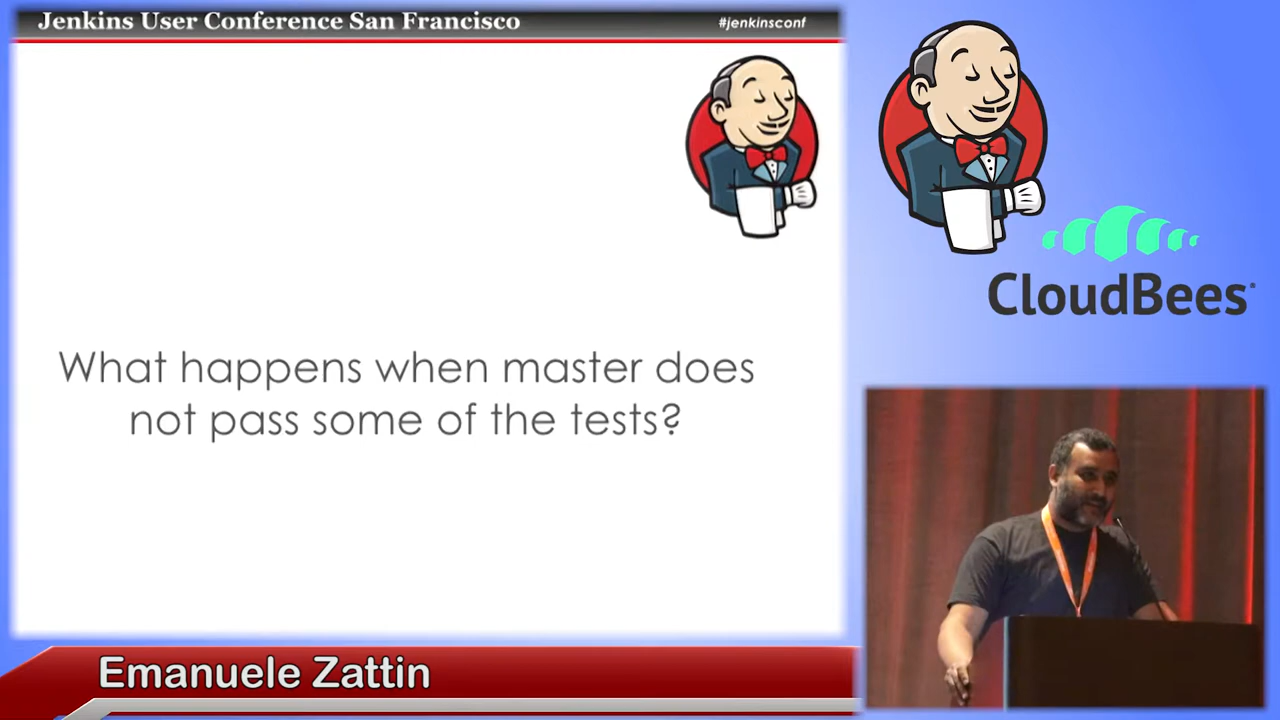 Jenkins User Conference San Francisco
#jenkinsconf
CloudBees
What happens when master does
not pass some of the tests?
Emanuele Zattin